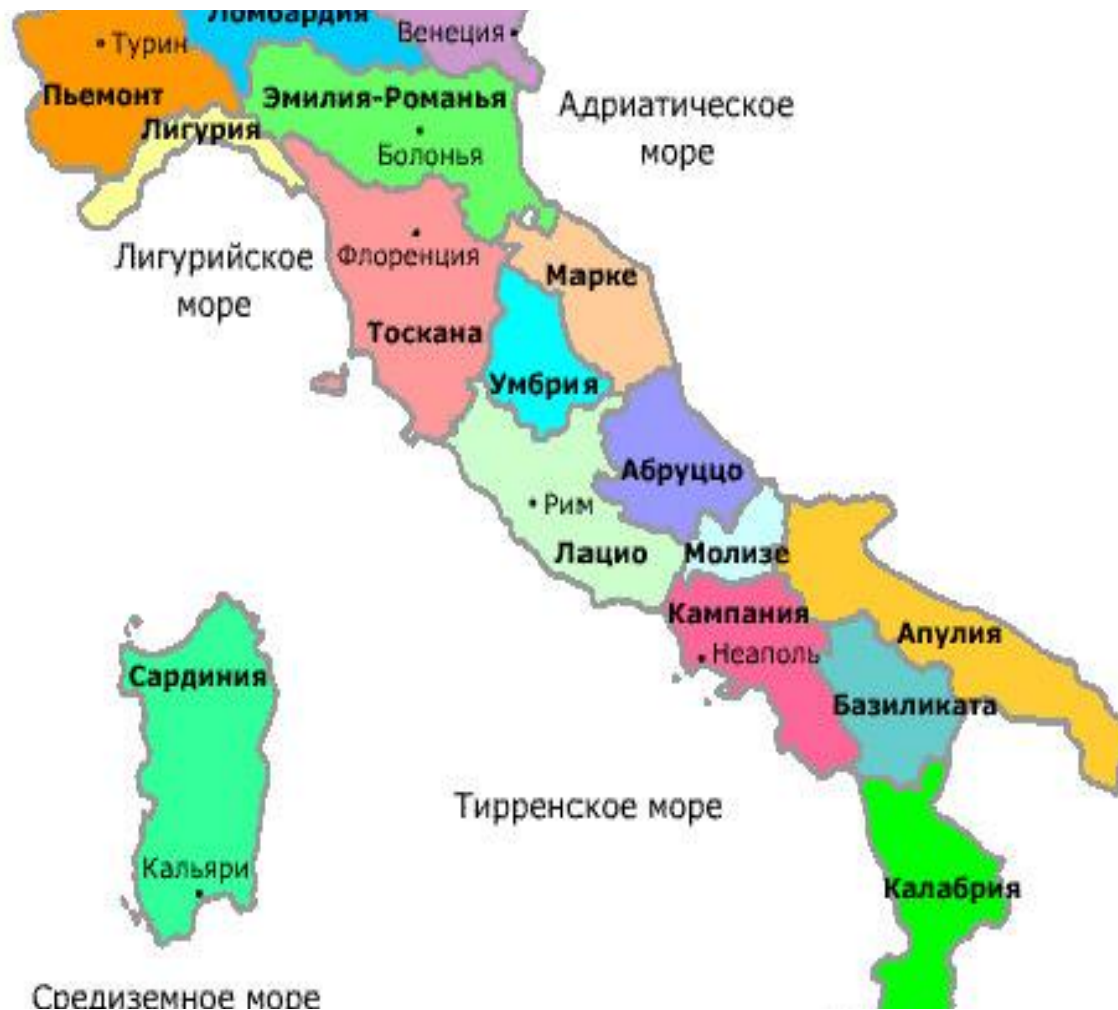 Ломбардия
Венеция
Турин
Пьемонт
Эмилия-Романья
Адриатическое
море
Лигурия
Болонья
Лигурийское
море
Флоренция
Марке
Тоскана
Умбрия
Абруццо
Рим
Лацио
Молизе
Кампания
Апулия
Неаполь
Сардиния
Базиликата
Тирренское море
Кальяри
Калабрия
Средиземное море